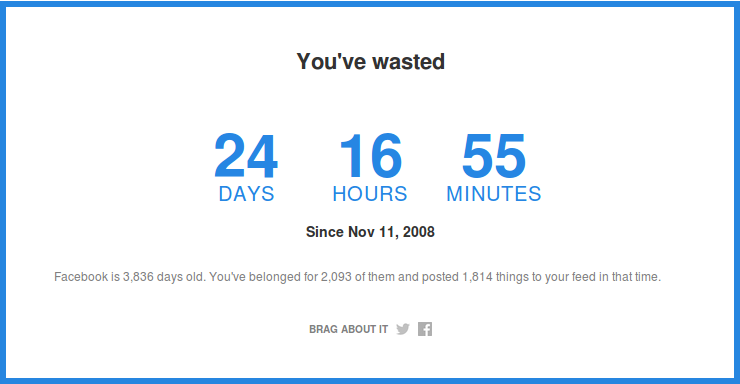 You've wasted
24 16 55
DAYS HOURS MINUTES
Since Nov 11, 2008
Facebook is 3,836 days old. You've belonged for 2,093 of them and posted 1,814 things to your feed in that time.
BRAG ABOUT IT